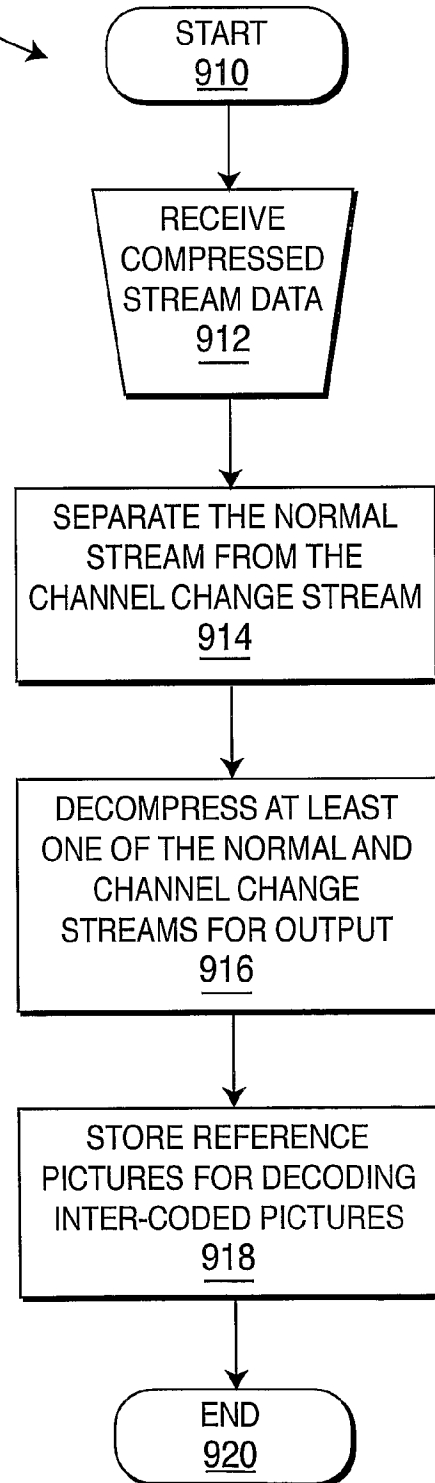 START
910
RECEIVE
COMPRESSED
STREAM DATA
912
SEPARATE THE NORMAL
STREAM FROM THE
CHANNEL CHANGE STREAM
914
DECOMPRESS AT LEAST
ONE OF THE NORMAL AND
CHANNEL CHANGE
STREAMS FOR OUTPUT
916
STORE REFERENCE
PICTURES FOR DECODING
INTER-CODED PICTURES
918
END
920